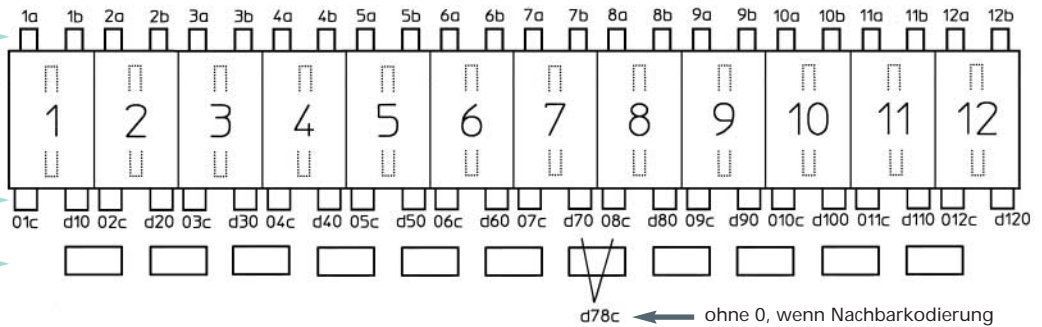 1a 1b 2a 2b 3a 3b 4a 4b 5a 5b 6a 6b 7a 7b 8a 8b 9a 9b 10a 10b 11a 11b 12a 12b
1 2 3 4 5 6 7 8 9 10 11 12
01c d10 02c d20 03c d30 04c d40 05c d50 06c d60 07c d70 08c d80 09c d90 010c d100 011c d110 012c d120
d78c ohne 0, wenn Nachbarkodierung